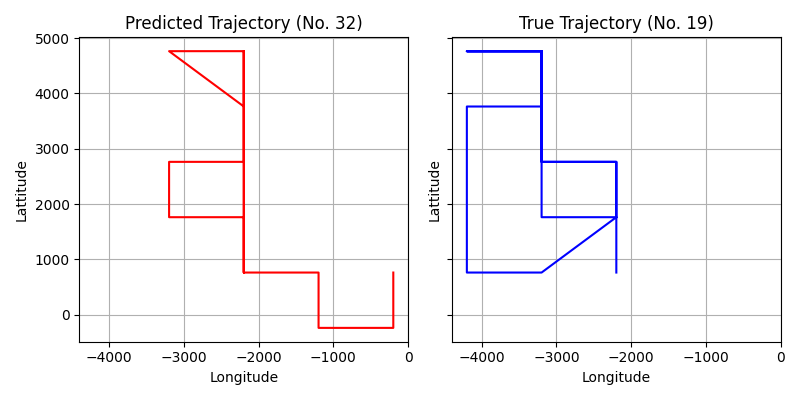 Predicted Trajectory (No. 32)
True Trajectory (No. 19)
5000
4000
3000
2000
1000
0
Lattitude
Lattitude
−4000 −3000 −2000 −1000 0
−4000 −3000 −2000 −1000 0
Longitude
Longitude